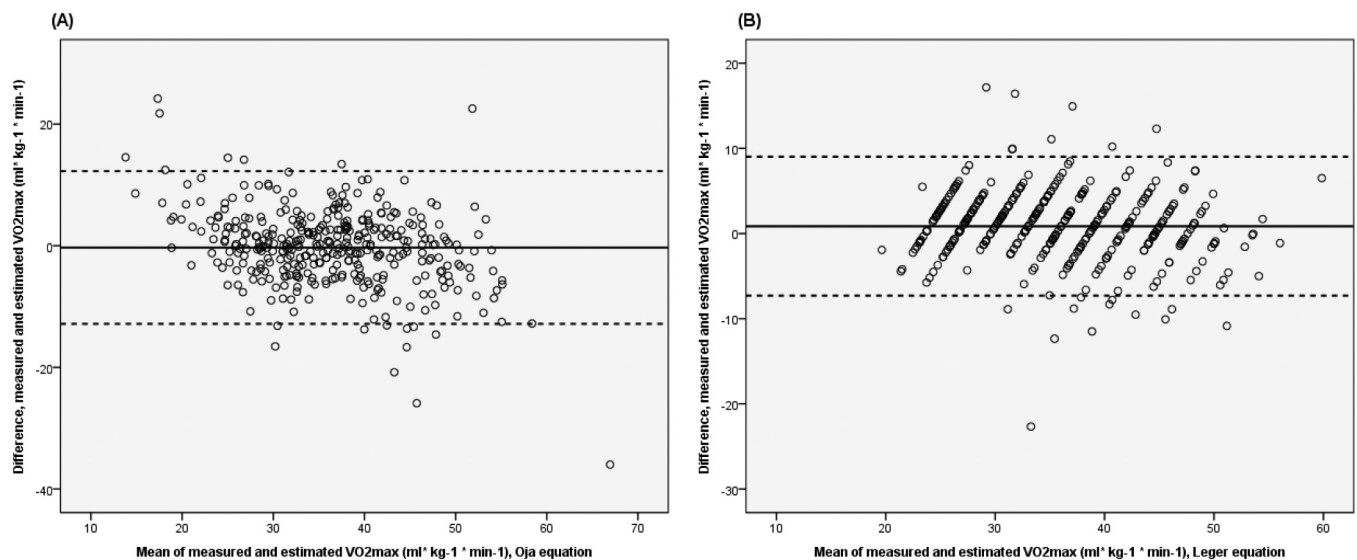 (A)
Difference, measured and estimated VO2max (ml* kg-1 * min-1)
20
0
-20
-40
10 20 30 40 50 60 70
Mean of measured and estimated VO2max (ml* kg-1 * min-1), Oja equation
(B)
Difference, measured and estimated VO2max (ml* kg-1 * min-1)
20
10
0
-10
-20
-30
10 20 30 40 50 60
Mean of measured and estimated VO2max (ml* kg-1 * min-1), Leger equation